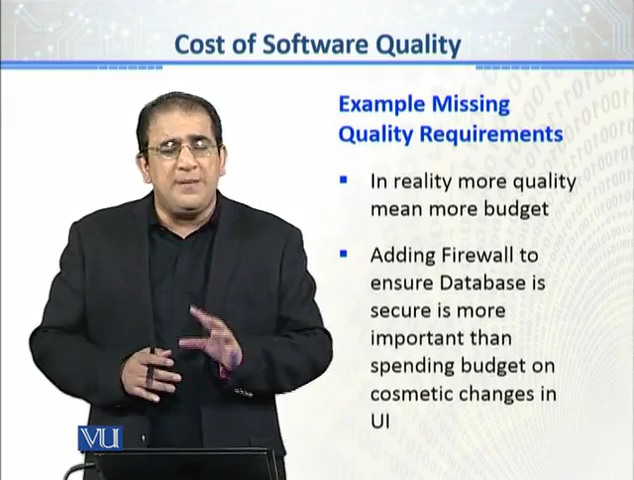 Cost of Software Quality
Example Missing
Quality Requirements
In reality more quality
mean more budget
Adding Firewall to
ensure Database is
secure is more
important than
spending budget on
cosmetic changes in
UI
VU